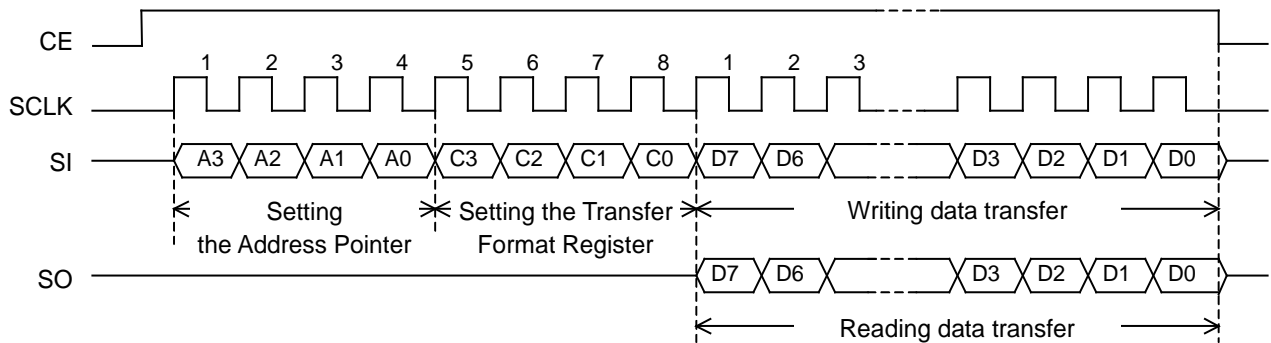 CE
1 2 3 4 5 6 7 8 1 2 3
SCLK
SI A3 A2 A1 A0 C3 C2 C1 C0 D7 D6 D3 D2 D1 D0
Setting Setting the Transfer Writing data transfer
the Address Pointer Format Register
SO D7 D6 D3 D2 D1 D0
Reading data transfer